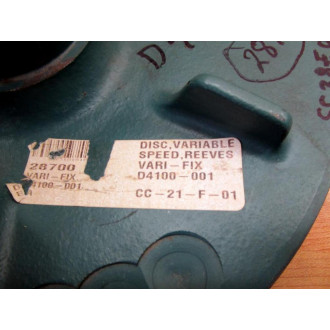 28700
VARI-FIX
D4100-001
DISC, VARIABLE
SPEED, REEVES
VARI-FIX
D4100-001
CC-21-F-01